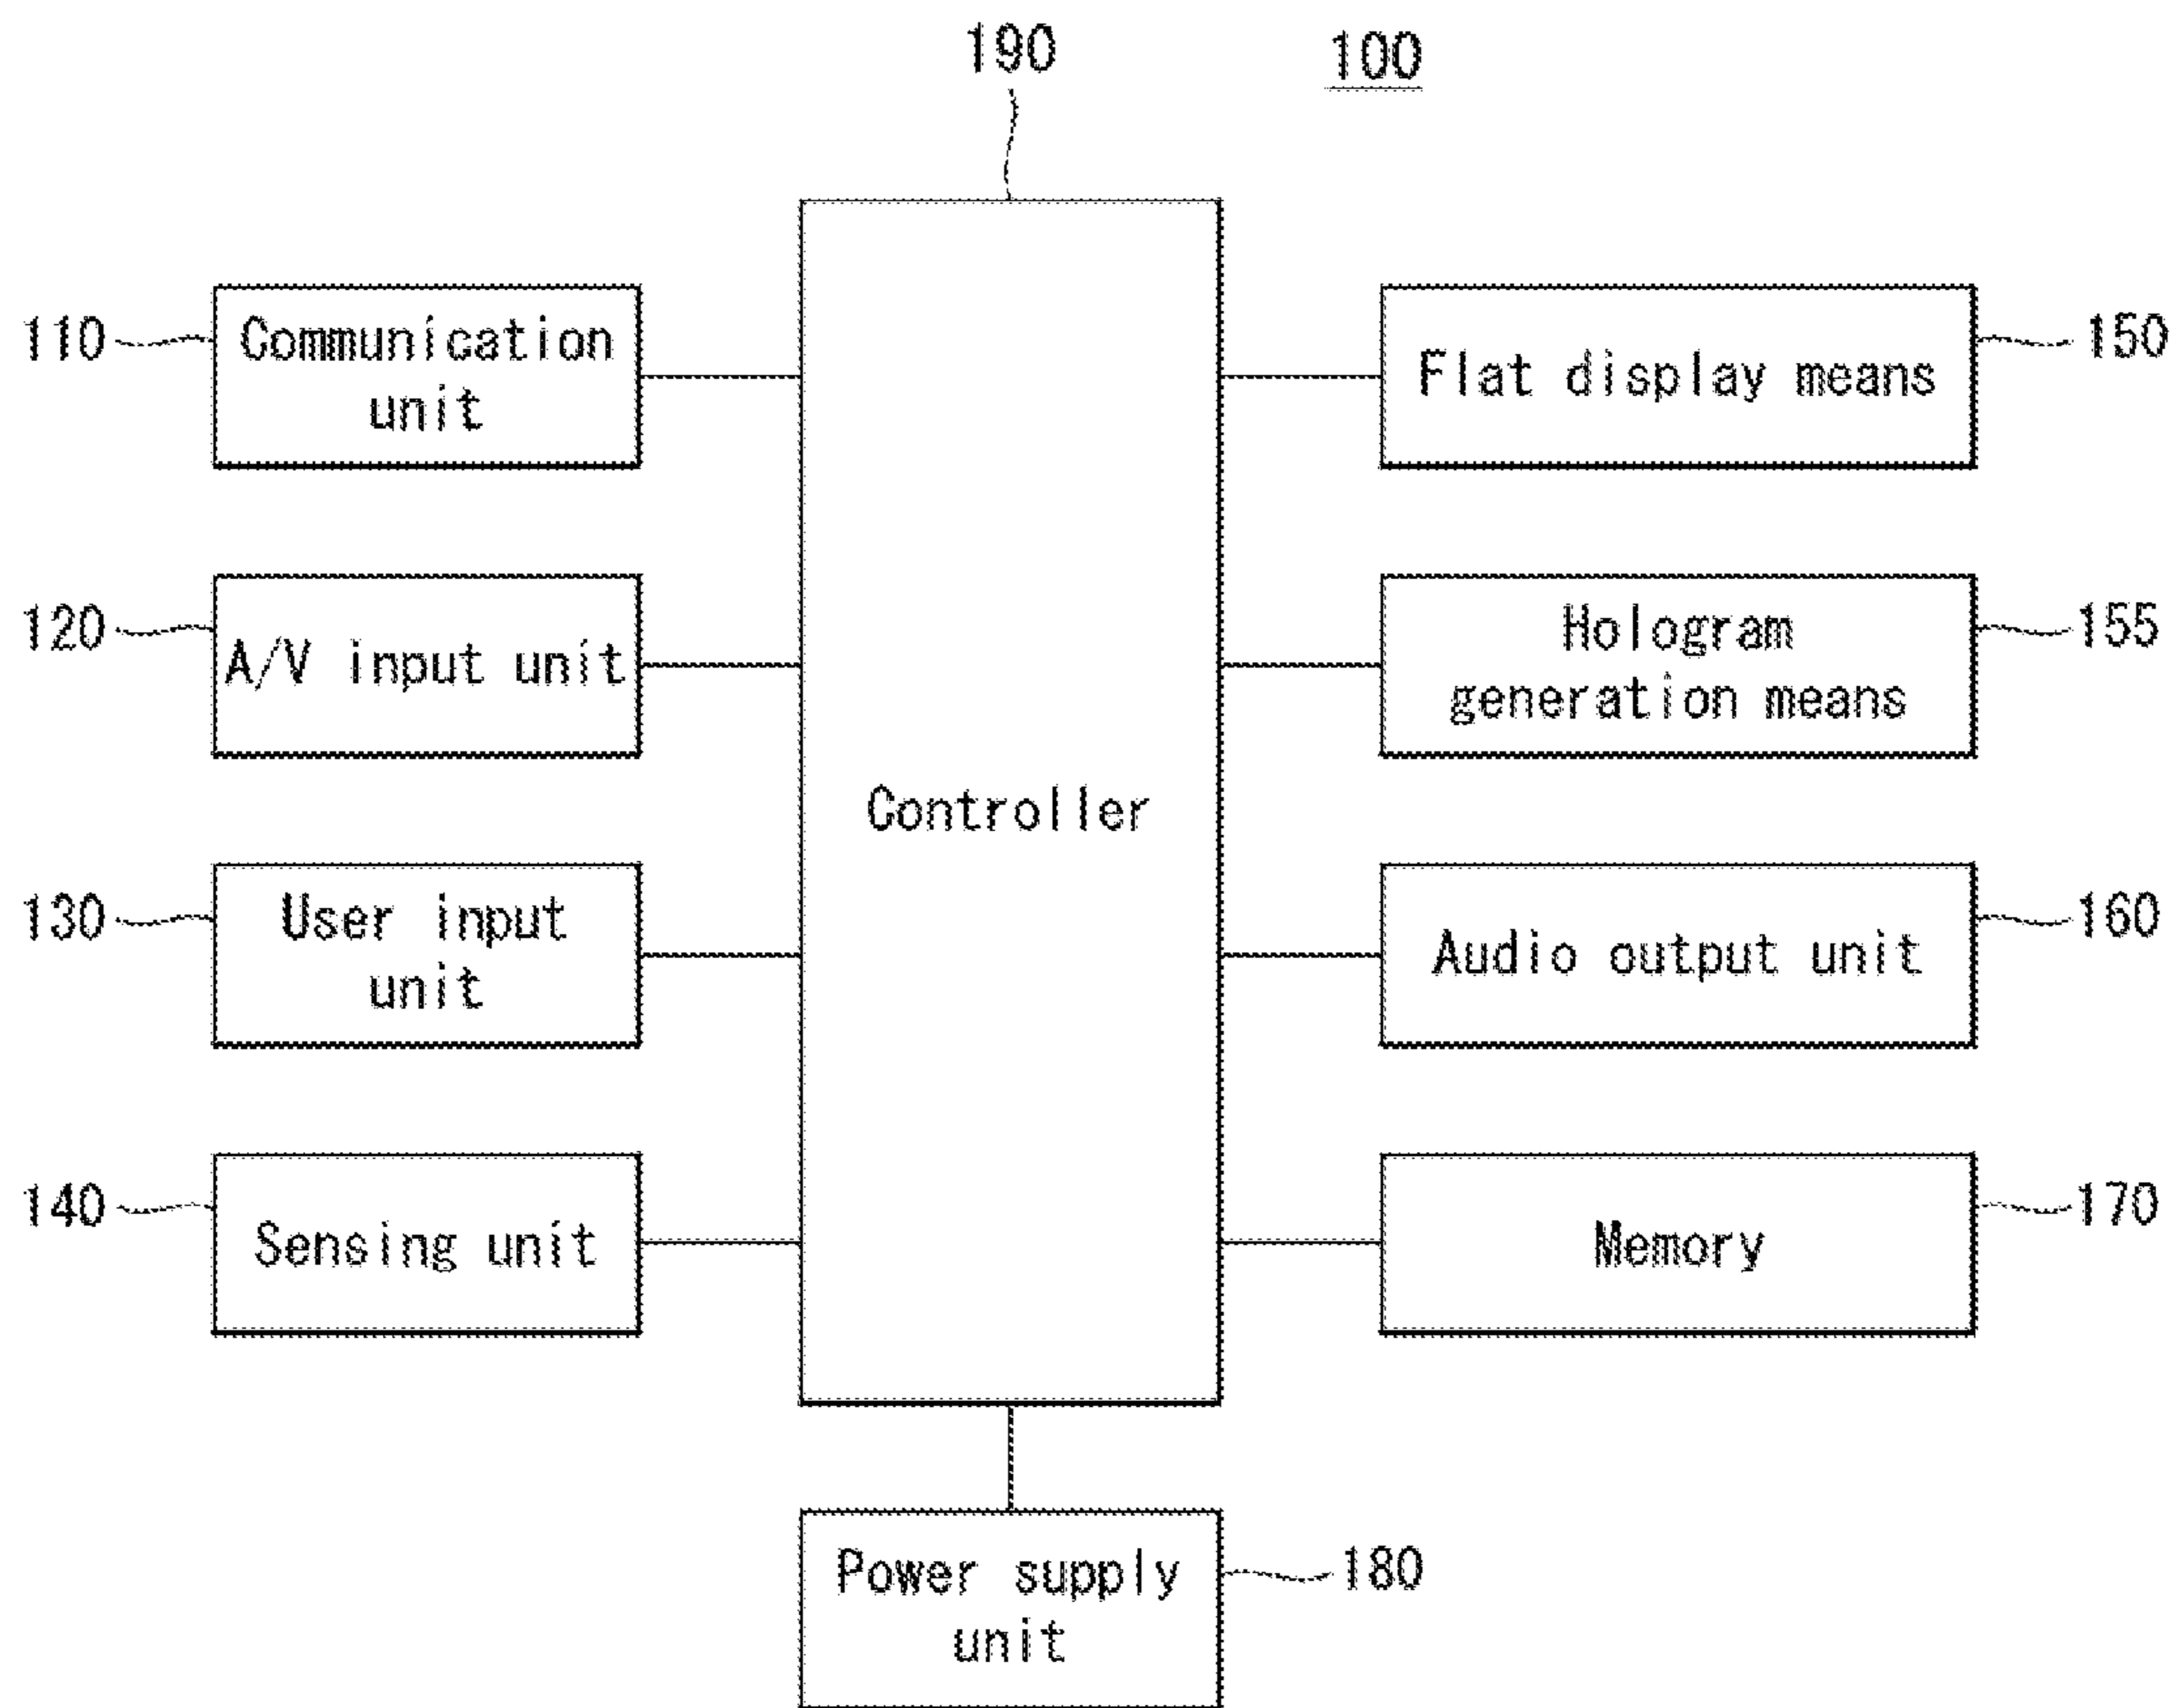 190
100
110
Communication
unit
150
Flat display means
120
A/V input unit
155
Hologram
generation means
Controller
130
User input
unit
160
Audio output unit
140
Sensing unit
170
Memory
Power supply
unit
180